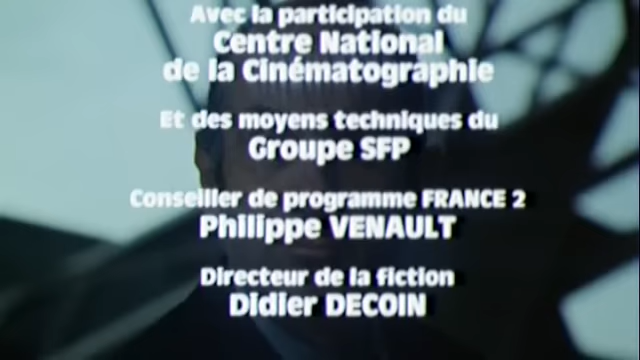 Avec la participation du
Centre National
de la Cinématographie
Et des moyens techniques du
Groupe SFP
Conseiller de programme FRANCE 2
Philippe VENAULT
Directeur de la fiction
Didier DECOIN